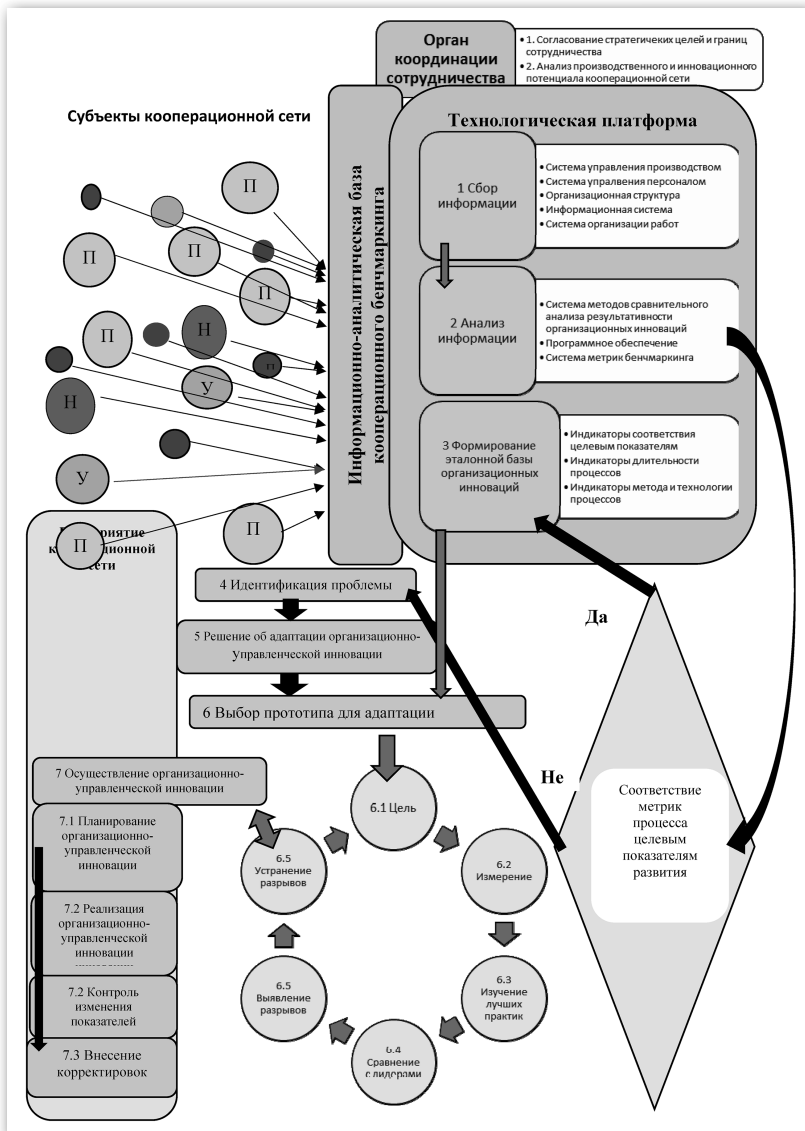 Орган
координации
сотрудничества
• 1. Согласование стратегичеких целей и границ
сотрудничества
• 2. Анализ производственного и инновационного
потенциала кооперационной сети
Субъекты кооперационной сети
Информационно-аналитическая база
кооперационного бенчмаркинга
Технологическая платформа
1 Сбор
информации
• Система управления производством
• Система упралвения персоналом
• Организационная структура
• Информационная система
• Система организации работ
2 Анализ
информации
• Система методов сравнительного
анализа результативности
организационных инноваций
• Программное обеспечение
• Система метрик бенчмаркинга
3 Формирование
эталонной базы
организационных
инноваций
• Индикаторы соответствия
целевым показателям
• Индикаторы длительности
процессов
• Индикаторы метода и технологии
процессов
П
П
П
П
П
Н
П
У
Н
У
П
П
сети
4 Идентификация проблемы
5 Решение об адаптации организационно-
управленческой инновации
6 Выбор прототипа для адаптации
Да
Не
Соответствие
метрик
процесса
целевым
показателям
развития
7 Осуществление организационно-
управленческой инновации
7.1 Планирование
организационно-
управленческой
инновации
7.2 Реализация
организационно-
управленческой
инновации
7.2 Контроль
изменения
показателей
7.3 Внесение
корректировок
6.1 Цель
6.2
Измерение
6.3
Изучение
лучших
практик
6.4
Сравнение
с лидерами
6.5
Выявление
разрывов
6.5
Устранение
разрывов